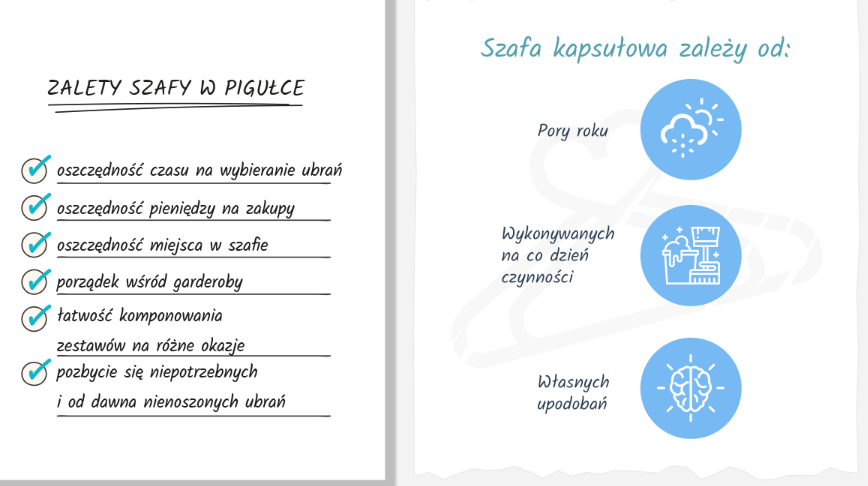 ZALETY SZAFY W PIGUŁCE
oszczędność czasu na wybieranie ubrań
oszczędność pieniędzy na zakupy
oszczędność miejsca w szafie
porządek wśród garderoby
łatwość komponowania
zestawów na różne okazje
pozbycie się niepotrzebnych
i od dawna nienoszonych ubrań
Szafa kapsułowa zależy od:
Pory roku
Wykonywanych
na co dzień
czynności
Własnych
upodobań